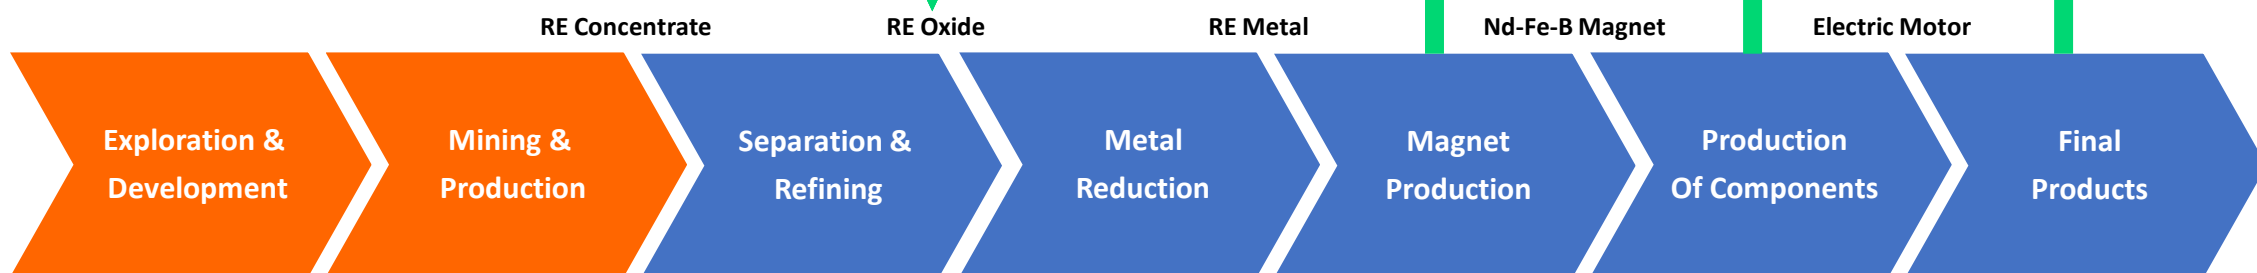 RE Concentrate
RE Oxide
RE Metal
Nd-Fe-B Magnet
Electric Motor
Exploration &
Development
Mining &
Production
Separation &
Refining
Metal
Reduction
Magnet
Production
Production
Of Components
Final
Products